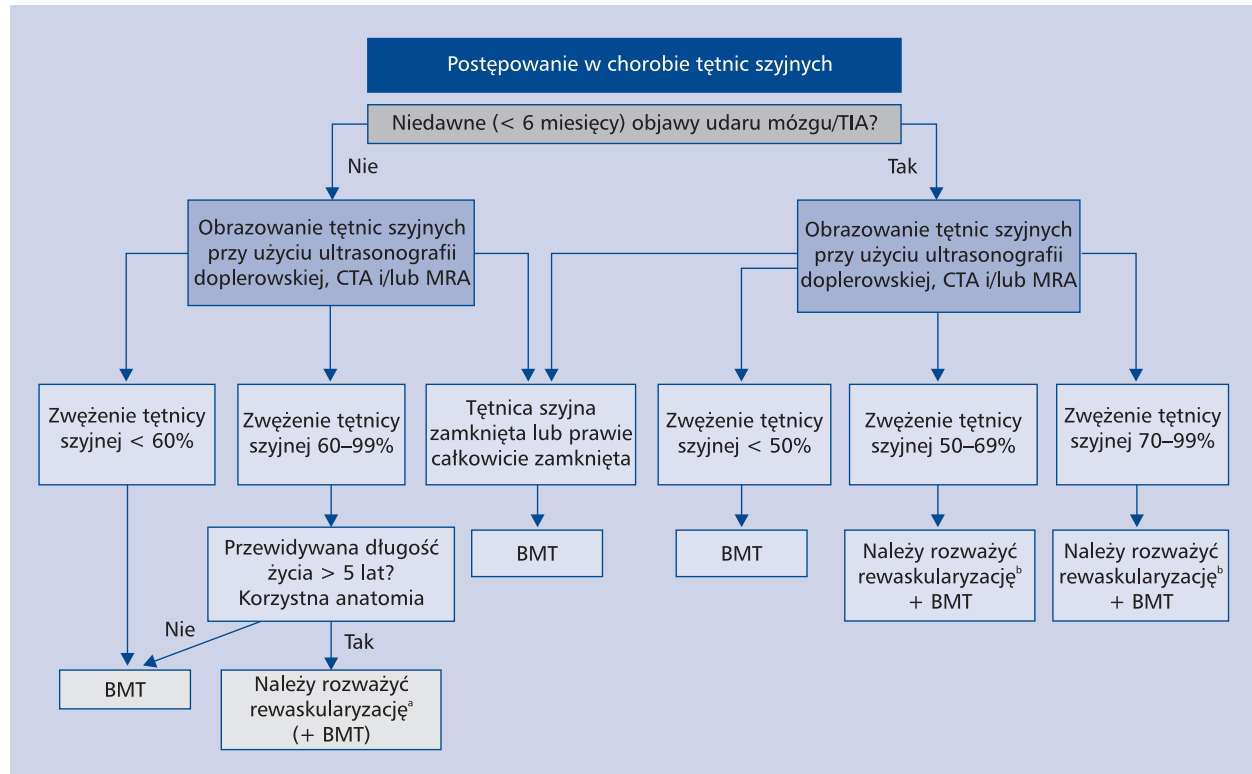 Postępowanie w chorobie tętnic szyjnych
Niedawne (< 6 miesięcy) objawy udaru mózgu/TIA?
Nie
Tak
Obrazowanie tętnic szyjnych
przy użyciu ultrasonografii
doplerowskiej, CTA i/lub MRA
Obrazowanie tętnic szyjnych
przy użyciu ultrasonografii
doplerowskiej, CTA i/lub MRA
Zwężenie tętnicy
szyjnej < 60%
Zwężenie tętnicy
szyjnej 60–99%
Tętnica szyjna
zamknięta lub prawie
całkowicie zamknięta
Zwężenie tętnicy
szyjnej < 50%
Zwężenie tętnicy
szyjnej 50–69%
Zwężenie tętnicy
szyjnej 70–99%
Przewidywana długość
życia > 5 lat?
Korzystna anatomia
BMT
BMT
Należy rozważyć
rewaskularyzację^b
+ BMT
Należy rozważyć
rewaskularyzację^b
+ BMT
Nie
Tak
BMT
Należy rozważyć
rewaskularyzację^a
(+ BMT)